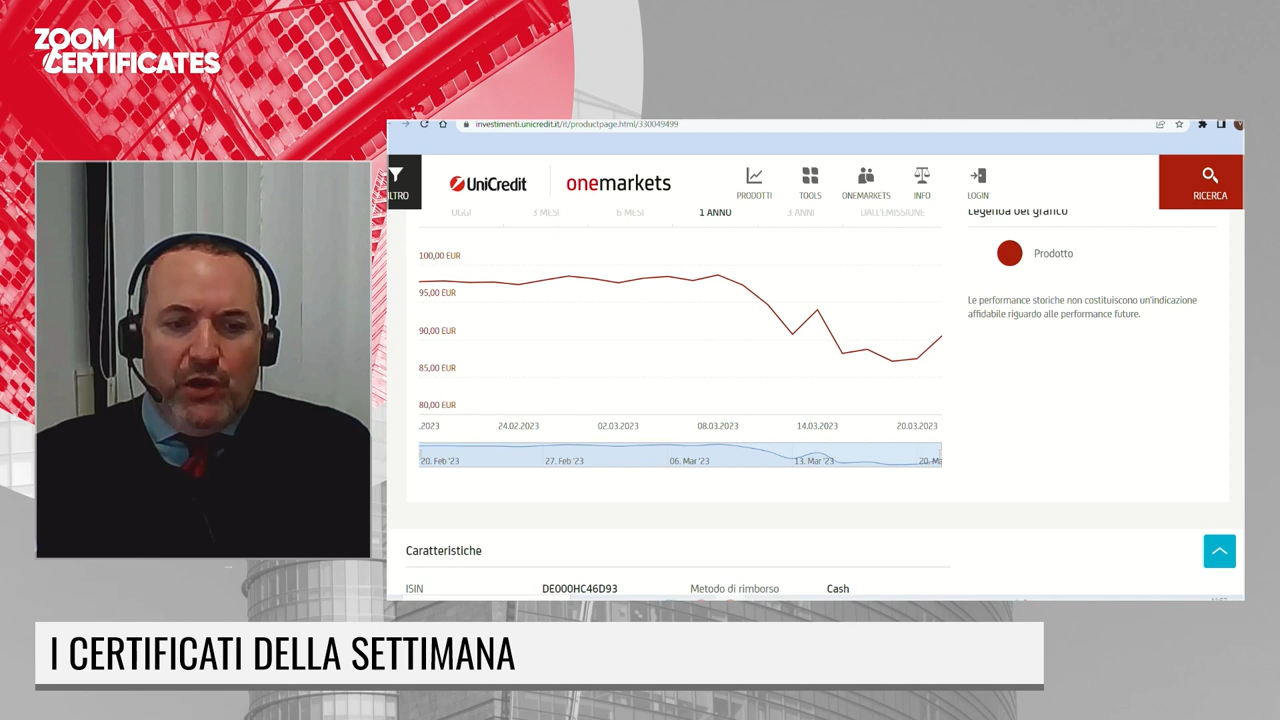 ZOOM
CERTIFICATES
investimenti.unicredit.it/it/productpage.html/330049499
LTRO
UniCredit
onemarkets
PRODOTTI
TOOLS
ONEMARKETS
INFO
LOGIN
RICERCA
OGGI
3 MESI
6 MESI
1 ANNO
3 ANNI
DALL'EMISSIONE
Legenda del grafico
Prodotto
Le performance storiche non costituiscono un'indicazione
affidabile riguardo alle performance future.
100,00 EUR
95,00 EUR
90,00 EUR
85,00 EUR
80,00 EUR
.2023
24.02.2023
02.03.2023
08.03.2023
14.03.2023
20.03.2023
20. Feb '23
27. Feb '23
06. Mar '23
13. Mar '23
20. Ma
Caratteristiche
ISIN
DE000HC46D93
Metodo di rimborso
Cash
I CERTIFICATI DELLA SETTIMANA